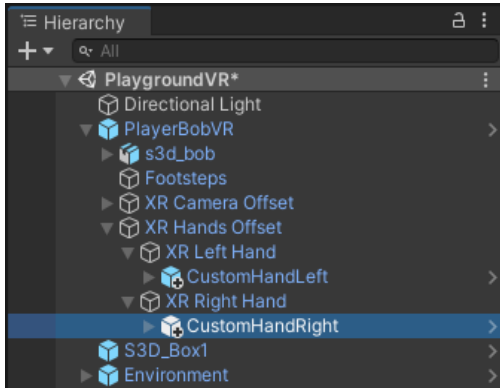 Hierarchy
All
PlaygroundVR*
Directional Light
PlayerBobVR
s3d_bob
Footsteps
XR Camera Offset
XR Hands Offset
XR Left Hand
CustomHandLeft
XR Right Hand
CustomHandRight
S3D_Box1
Environment